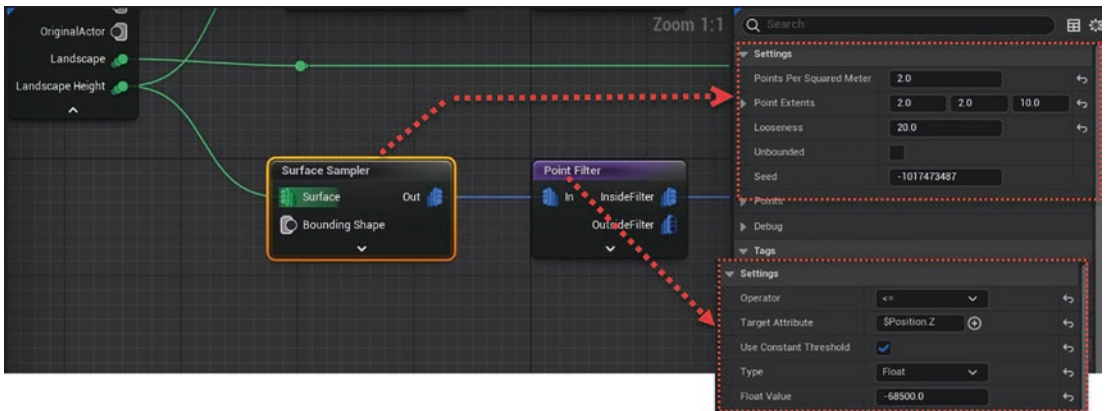 OriginalActor
Landscape
Landscape Height
Zoom 1:1
Surface Sampler
Surface
Out
Bounding Shape
Point Filter
In
InsideFilter
OutsideFilter
Search
Settings
Points Per Squared Meter 2.0
Point Extents 2.0 2.0 10.0
Looseness 20.0
Unbounded
Seed -1017473487
Points
Debug
Tags
Settings
Operator <=
Target Attribute $Position.Z
Use Constant Threshold
Type Float
Float Value -68500.0